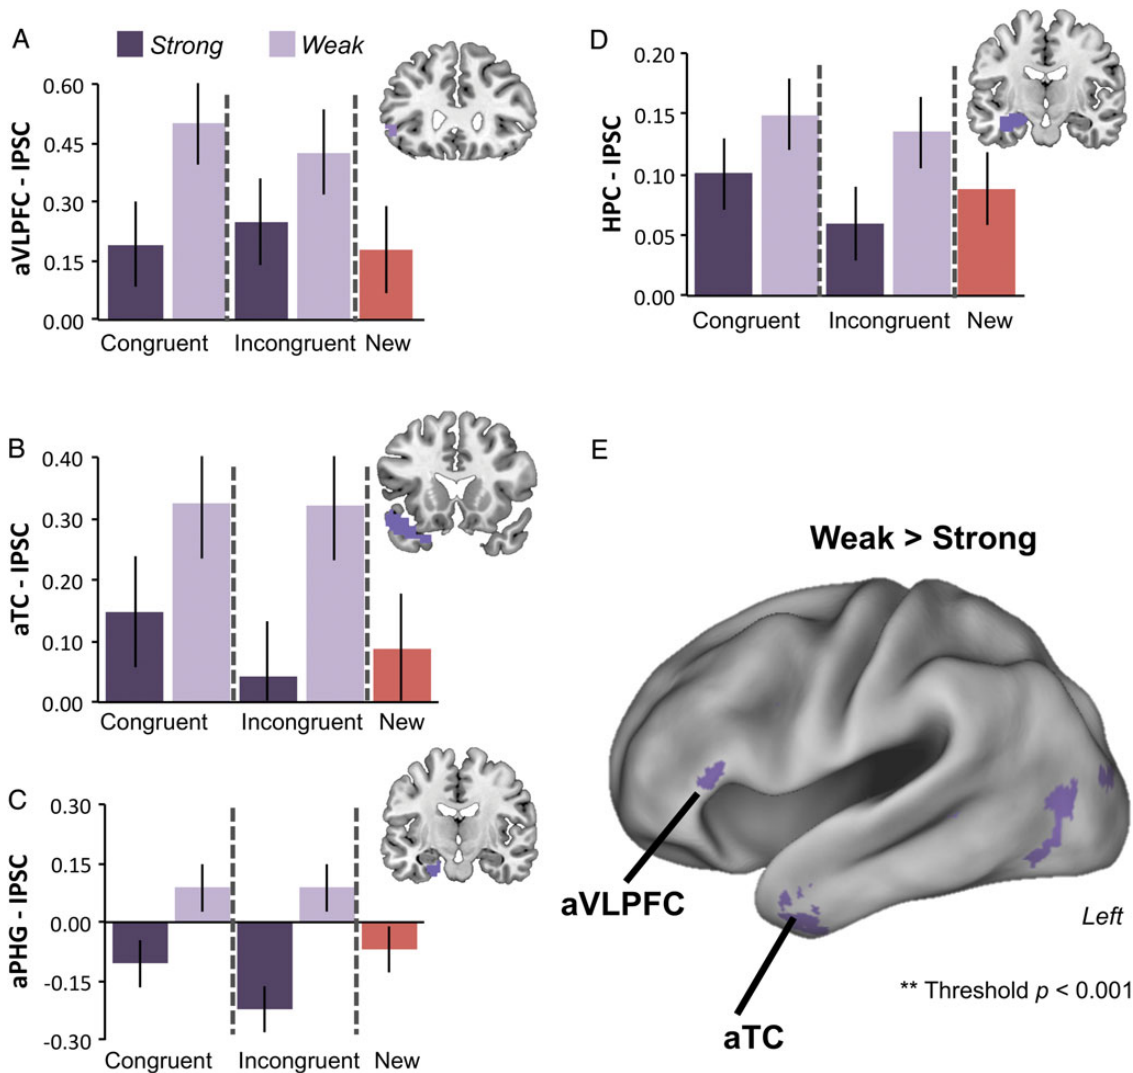 A
Strong
Weak
0.60
0.45
0.30
0.15
0.00
aVLPFC - IPSC
Congruent
Incongruent
New
B
0.40
0.30
0.20
0.10
0.00
aTC - IPSC
Congruent
Incongruent
New
C
0.30
0.15
0.00
-0.15
-0.30
aPHG - IPSC
Congruent
Incongruent
New
D
0.20
0.15
0.10
0.05
0.00
HPC - IPSC
Congruent
Incongruent
New
E
Weak > Strong
aVLPFC
aTC
Left
** Threshold p < 0.001